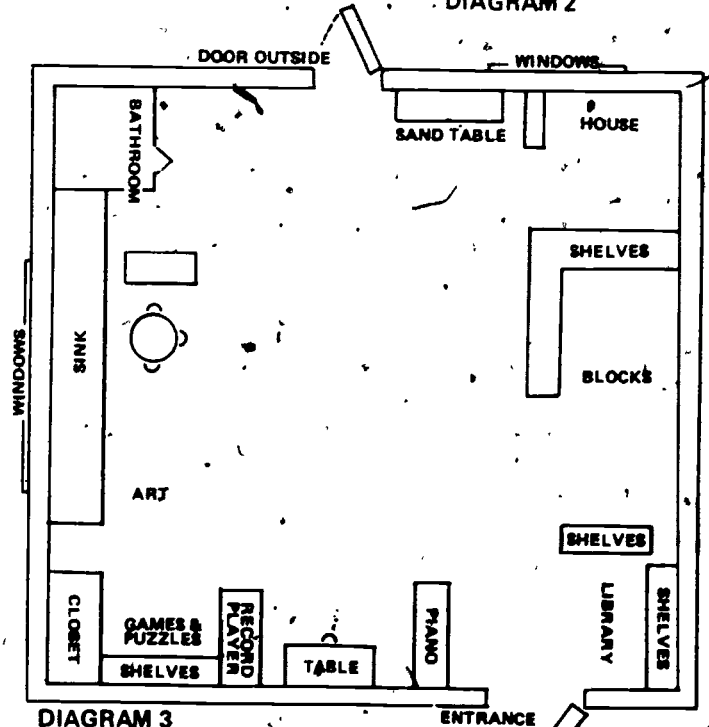 DIAGRAM 2
DOOR OUTSIDE
WINDOWS
BATHROOM
SAND TABLE
HOUSE
SHELVES
WINDOWS
SINK
BLOCKS
ART
SHELVES
CLOSET
GAMES &
PUZZLES
SHELVES
RECORD
PLAYER
TABLE
PIANO
LIBRARY
SHELVES
DIAGRAM 3
ENTRANCE